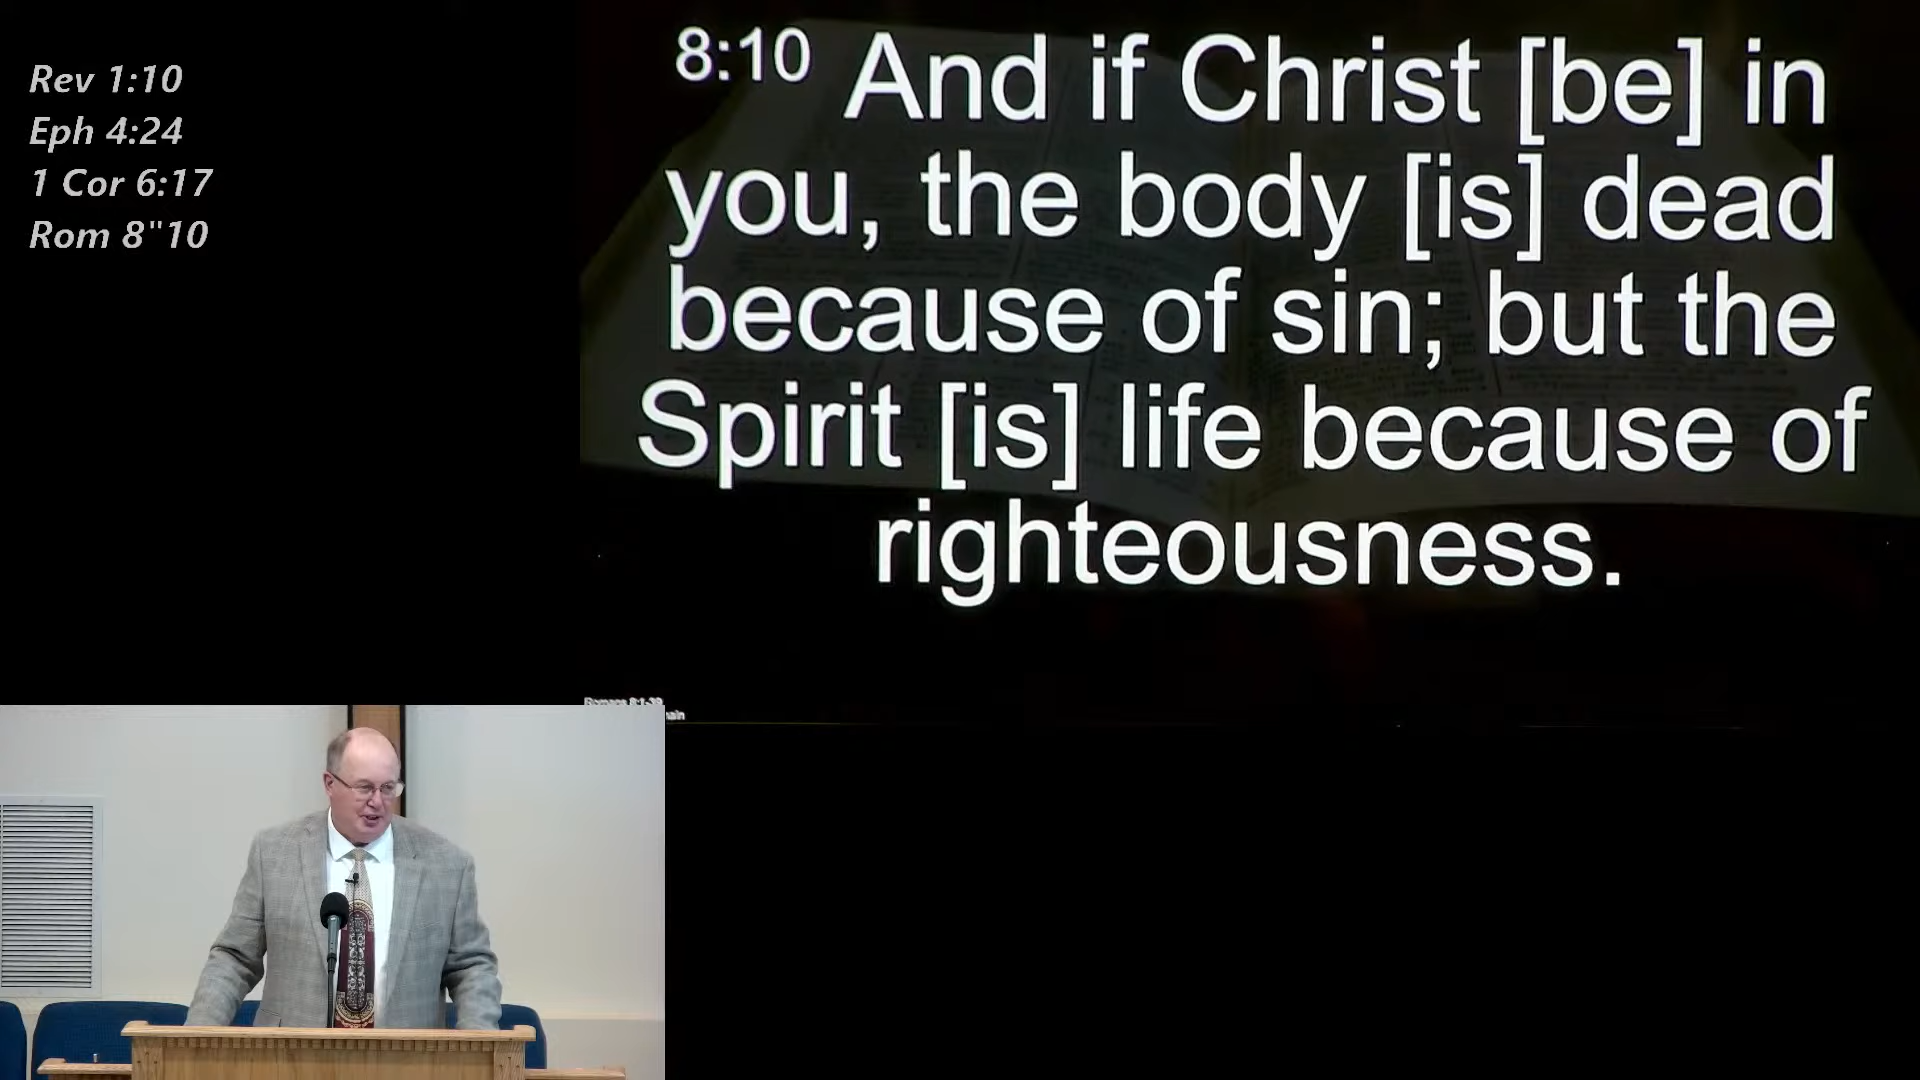 Rev 1:10
Eph 4:24
1 Cor 6:17
Rom 8"10
8:10 And if Christ [be] in
you, the body [is] dead
because of sin; but the
Spirit [is] life because of
righteousness.